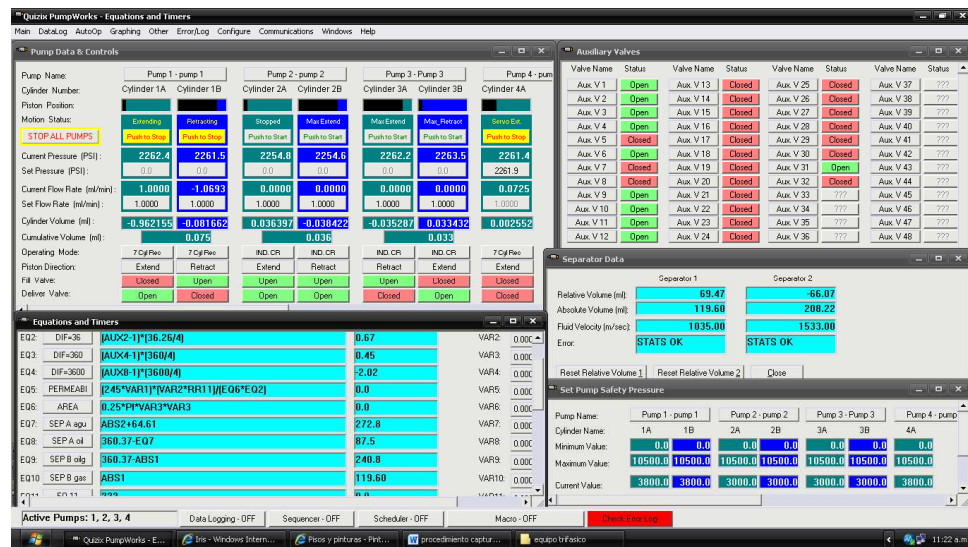 Quizix PumpWorks - Equations and Timers
Main DataLog AutoOp Graphing Other Error/Log Configure Communications Windows Help
Pump Data & Controls
Pump Name: Pump 1 - pump 1 Pump 2 - pump 2 Pump 3 - Pump 3 Pump 4 - pum
Cylinder Number: Cylinder 1A Cylinder 1B Cylinder 2A Cylinder 2B Cylinder 3A Cylinder 3B Cylinder 4A
Piston Position:
Motion Status: Extending Retracting Stopped Max Extend Max Extend Max_Retract Servo Ext.
STOP ALL PUMPS Push to Stop Push to Stop Push to Start Push to Start Push to Start Push to Start Push to Stop
Current Pressure (PSI): 2262.4 2261.5 2254.8 2254.6 2262.2 2263.5 2261.4
Set Pressure (PSI): 0.0 0.0 0.0 0.0 0.0 0.0 2261.9
Current Flow Rate (ml/min): 1.0000 -1.0693 0.0000 0.0000 0.0000 0.0000 0.0725
Set Flow Rate (ml/min): 1.0000 1.0000 1.0000 1.0000 1.0000 1.0000 1.0000
Cylinder Volume (ml): -0.962155 -0.081662 0.036397 -0.038422 -0.035287 0.033432 0.002552
Cumulative Volume (ml): 0.075 0.036 0.033
Operating Mode: 7 Cyl Rec 7 Cyl Rec IND. CR IND. CR IND. CR IND. CR 7 Cyl Rec
Piston Direction: Extend Retract Extend Retract Extend Retract Extend
Fill Valve: Closed Open Open Open Closed Open Closed
Deliver Valve: Open Closed Open Open Closed Open Closed
Auxiliary Valves
Valve Name Status Valve Name Status Valve Name Status Valve Name Status
Aux. V 1 Open Aux. V 13 Closed Aux. V 25 Closed Aux. V 37 ???
Aux. V 2 Open Aux. V 14 Closed Aux. V 26 Closed Aux. V 38 ???
Aux. V 3 Open Aux. V 15 Closed Aux. V 27 Closed Aux. V 39 ???
Aux. V 4 Open Aux. V 16 Closed Aux. V 28 Closed Aux. V 40 ???
Aux. V 5 Closed Aux. V 17 Closed Aux. V 29 Closed Aux. V 41 ???
Aux. V 6 Open Aux. V 18 Closed Aux. V 30 Closed Aux. V 42 ???
Aux. V 7 Closed Aux. V 19 Closed Aux. V 31 Open Aux. V 43 ???
Aux. V 8 Closed Aux. V 20 Closed Aux. V 32 Closed Aux. V 44 ???
Aux. V 9 Open Aux. V 21 Closed Aux. V 33 ??? Aux. V 45 ???
Aux. V 10 Open Aux. V 22 Closed Aux. V 34 ??? Aux. V 46 ???
Aux. V 11 Open Aux. V 23 Closed Aux. V 35 ??? Aux. V 47 ???
Aux. V 12 Open Aux. V 24 Closed Aux. V 36 ??? Aux. V 48 ???
Separator Data
Separator 1 Separator 2
Relative Volume (ml): 69.47 -66.07
Absolute Volume (ml): 119.60 208.22
Fluid Velocity (m/sec): 1035.00 1533.00
Error: STATS OK STATS OK
Reset Relative Volume 1 Reset Relative Volume 2 Close
Equations and Timers
EQ2: DIF=36 (AUX2-1)*(36.26/4) 0.67 VAR2: 0.000
EQ3: DIF=360 (AUX4-1)*(360/4) 0.45 VAR3: 0.000
EQ4: DIF=3600 (AUX8-1)*(3600/4) -2.02 VAR4: 0.000
EQ5: PERMEABI (245*VAR1)*(VAR2*RR11)/(EQ6*EQ2) 0.0 VAR5: 0.000
EQ6: AREA 0.25*PI*VAR3*VAR3 0.0 VAR6: 0.000
EQ7: SEP A agu ABS2+64.61 272.8 VAR7: 0.000
EQ8: SEP A oil 360.37-EQ7 87.5 VAR8: 0.000
EQ9: SEP B oilg 360.37-ABS1 240.8 VAR9: 0.000
EQ10 SEP B gas ABS1 119.60 VAR10: 0.000
Set Pump Safety Pressure
Pump Name: Pump 1 - pump 1 Pump 2 - pump 2 Pump 3 - Pump 3 Pump 4 - pump
Cylinder Name: 1A 1B 2A 2B 3A 3B 4A
Minimum Value: 0.0 0.0 0.0 0.0 0.0 0.0 0.0
Maximum Value: 10500.0 10500.0 10500.0 10500.0 10500.0 10500.0 10500.0
Current Value: 3800.0 3800.0 3000.0 3000.0 3000.0 3000.0 3800.0
Active Pumps: 1, 2, 3, 4 Data Logging - OFF Sequencer - OFF Scheduler - OFF Macro - OFF Check Error Log
Quizix PumpWorks - E... Iris - Windows Intern... Pisos y pinturas - Pint... procedimiento captur... equipo trifasico 11:22 a.m.